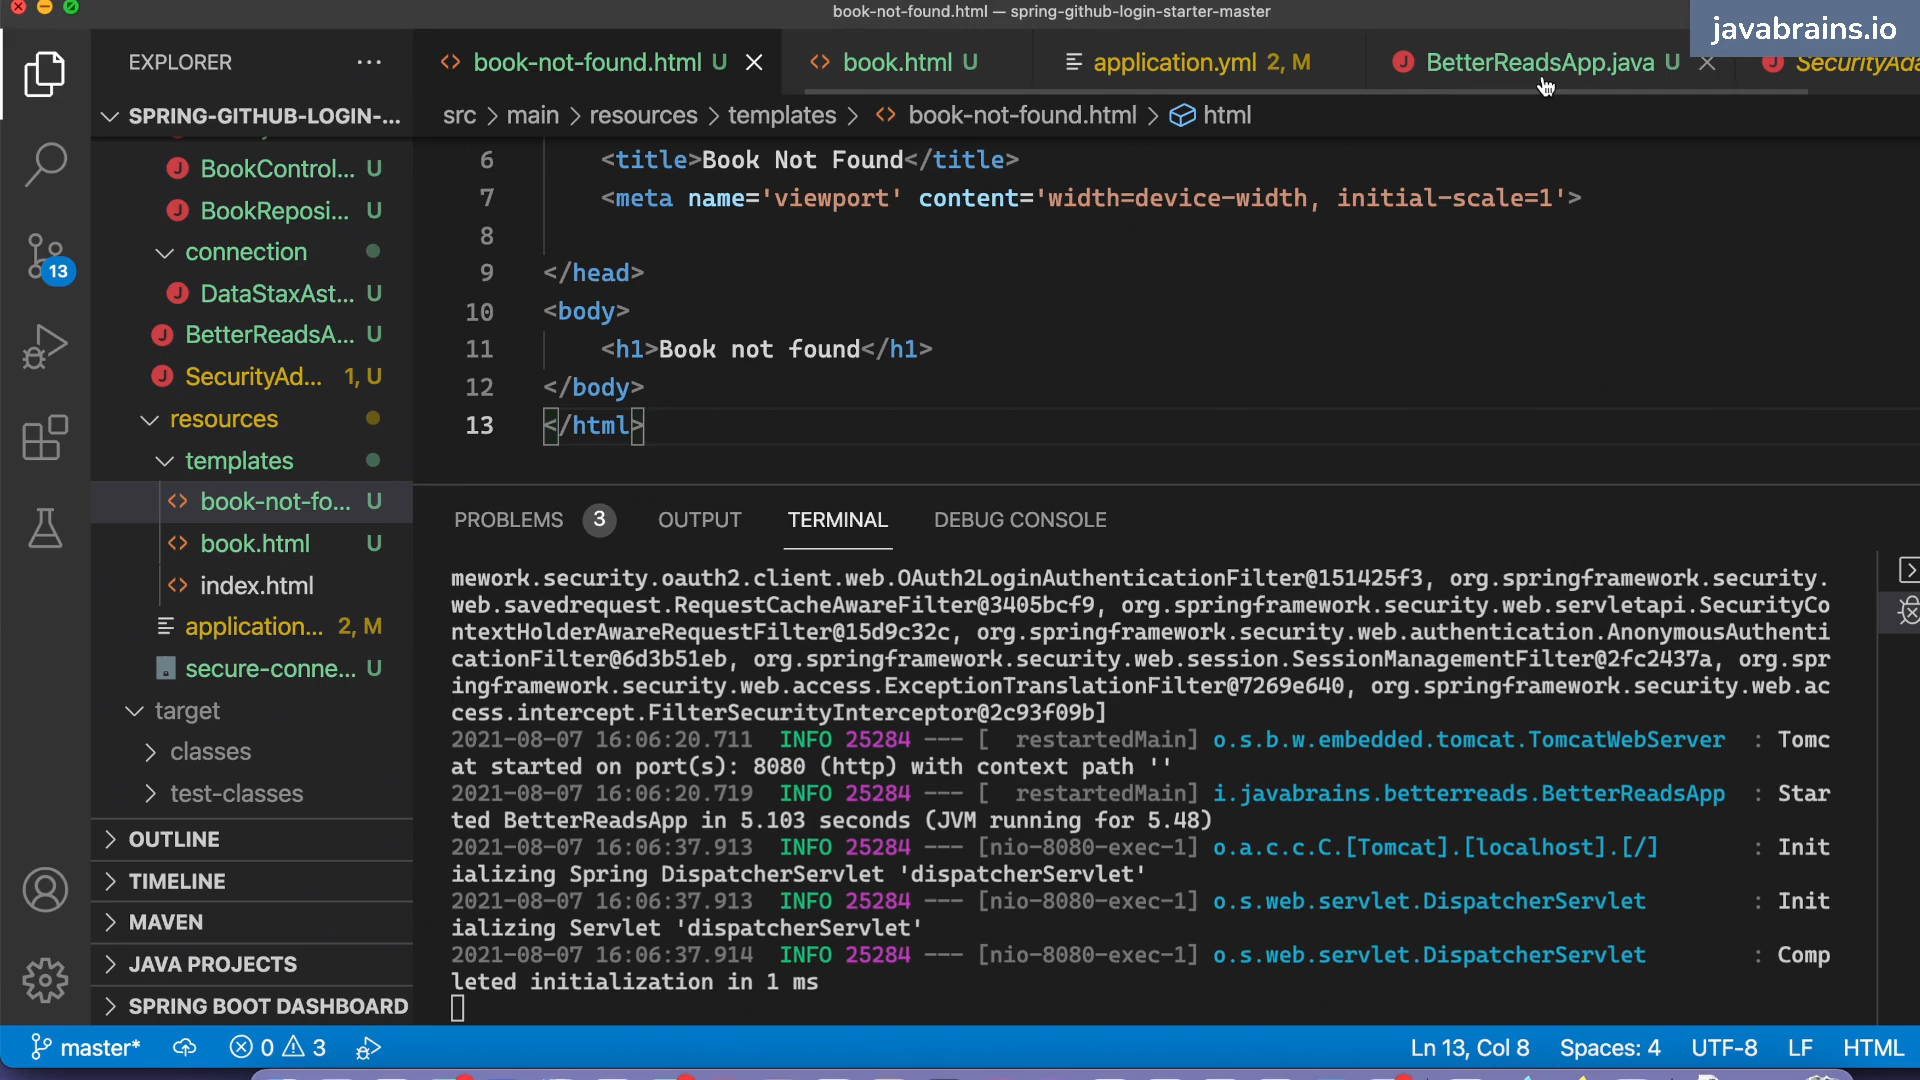 book-not-found.html — spring-github-login-starter-master
javabrains.io
EXPLORER ...
<> book-not-found.html U ×
<> book.html U
application.yml 2, M
J BetterReadsApp.java U ×
J SecurityAda
SPRING-GITHUB-LOGIN-...
src > main > resources > templates > <> book-not-found.html > html
J BookControl... U
J BookReposi... U
connection
J DataStaxAst... U
J BetterReadsA... U
J SecurityAd... 1, U
resources
templates
<> book-not-fo... U
<> book.html U
<> index.html
application... 2, M
secure-conne... U
target
classes
test-classes
OUTLINE
TIMELINE
MAVEN
JAVA PROJECTS
SPRING BOOT DASHBOARD
13
6 <title>Book Not Found</title>
7 <meta name='viewport' content='width=device-width, initial-scale=1'>
8
9 </head>
10 <body>
11 <h1>Book not found</h1>
12 </body>
13 </html>
PROBLEMS 3 OUTPUT TERMINAL DEBUG CONSOLE
mework.security.oauth2.client.web.OAuth2LoginAuthenticationFilter@151425f3, org.springframework.security.
web.savedrequest.RequestCacheAwareFilter@3405bcf9, org.springframework.security.web.servletapi.SecurityCo
ntextHolderAwareRequestFilter@15d9c32c, org.springframework.security.web.authentication.AnonymousAuthenti
cationFilter@6d3b51eb, org.springframework.security.web.session.SessionManagementFilter@2fc2437a, org.spr
ingframework.security.web.access.ExceptionTranslationFilter@7269e640, org.springframework.security.web.ac
cess.intercept.FilterSecurityInterceptor@2c93f09b]
2021-08-07 16:06:20.711 INFO 25284 --- [ restartedMain] o.s.b.w.embedded.tomcat.TomcatWebServer : Tomc
at started on port(s): 8080 (http) with context path ''
2021-08-07 16:06:20.719 INFO 25284 --- [ restartedMain] i.javabrains.betterreads.BetterReadsApp : Star
ted BetterReadsApp in 5.103 seconds (JVM running for 5.48)
2021-08-07 16:06:37.913 INFO 25284 --- [nio-8080-exec-1] o.a.c.c.C.[Tomcat].[localhost].[/] : Init
ializing Spring DispatcherServlet 'dispatcherServlet'
2021-08-07 16:06:37.913 INFO 25284 --- [nio-8080-exec-1] o.s.web.servlet.DispatcherServlet : Init
ializing Servlet 'dispatcherServlet'
2021-08-07 16:06:37.914 INFO 25284 --- [nio-8080-exec-1] o.s.web.servlet.DispatcherServlet : Comp
leted initialization in 1 ms
master* 0 3 Ln 13, Col 8 Spaces: 4 UTF-8 LF HTML